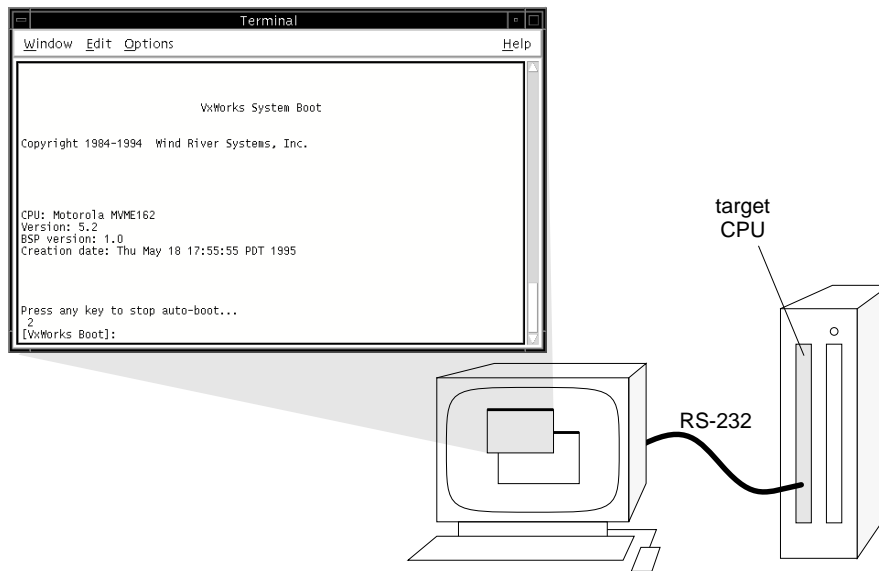 Terminal
Window Edit Options Help
VxWorks System Boot
Copyright 1984-1994 Wind River Systems, Inc.
CPU: Motorola MVME162
Version: 5.2
BSP version: 1.0
Creation date: Thu May 18 17:55:55 PDT 1995
Press any key to stop auto-boot...
2
[VxWorks Boot]:
target
CPU
RS-232